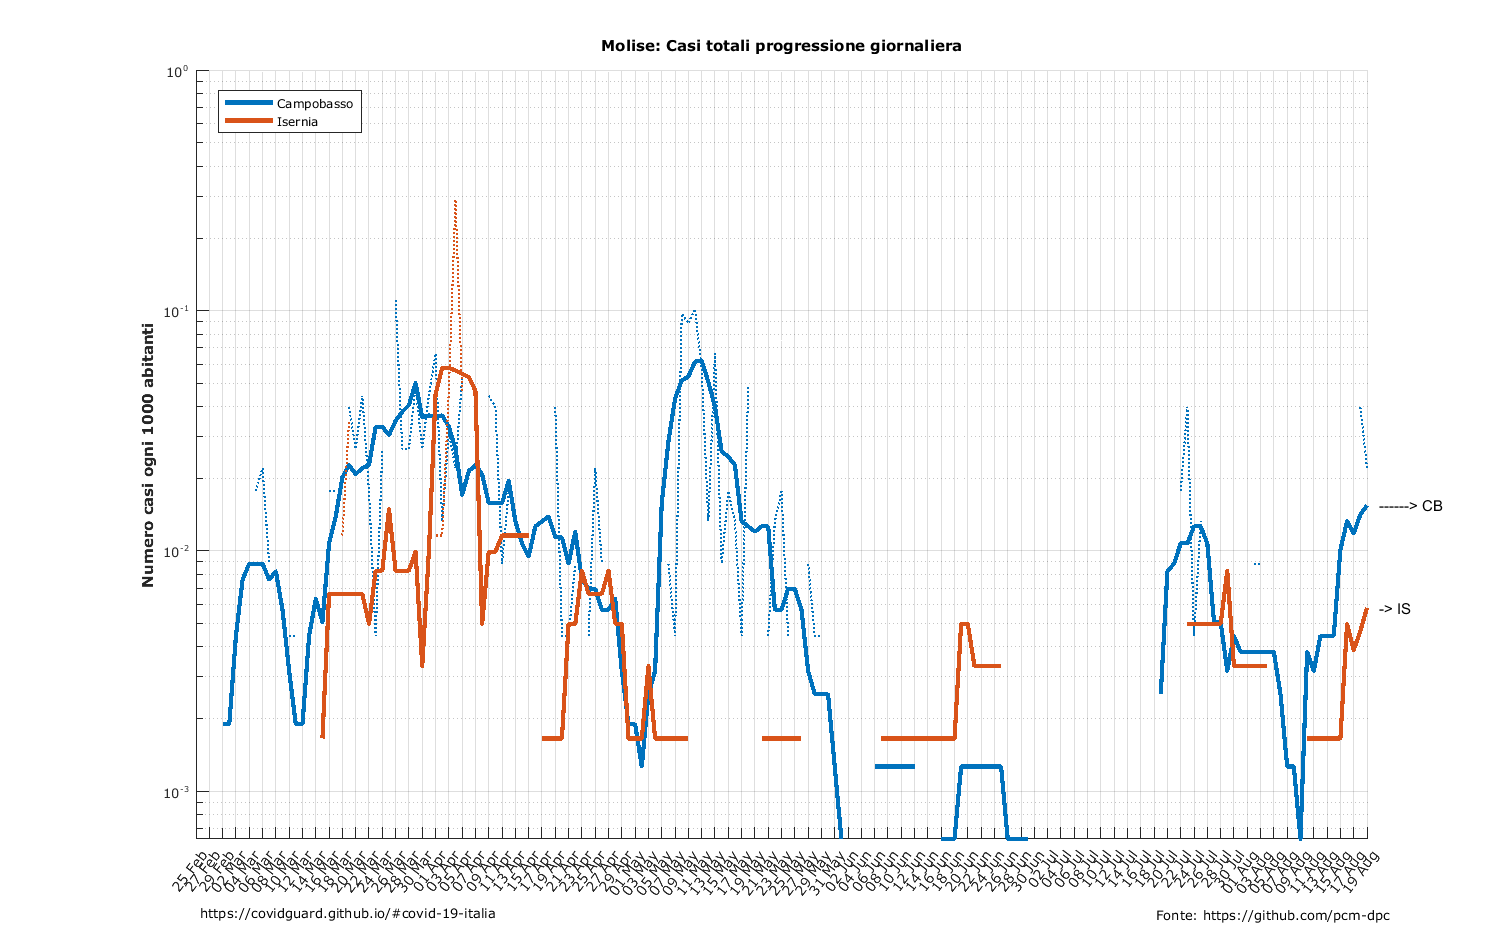 Molise: Casi totali progressione giornaliera
Numero casi ogni 1000 abitanti
10⁰
10⁻¹
10⁻²
10⁻³
Campobasso
Isernia
------> CB
-> IS
25 Feb
27 Feb
29 Feb
02 Mar
04 Mar
06 Mar
08 Mar
10 Mar
12 Mar
14 Mar
16 Mar
18 Mar
20 Mar
22 Mar
24 Mar
26 Mar
28 Mar
30 Mar
01 Apr
03 Apr
05 Apr
07 Apr
09 Apr
11 Apr
13 Apr
15 Apr
17 Apr
19 Apr
21 Apr
23 Apr
25 Apr
27 Apr
29 Apr
01 May
03 May
05 May
07 May
09 May
11 May
13 May
15 May
17 May
19 May
21 May
23 May
25 May
27 May
29 May
31 May
02 Jun
04 Jun
06 Jun
08 Jun
10 Jun
12 Jun
14 Jun
16 Jun
18 Jun
20 Jun
22 Jun
24 Jun
26 Jun
28 Jun
30 Jun
02 Jul
04 Jul
06 Jul
08 Jul
10 Jul
12 Jul
14 Jul
16 Jul
18 Jul
20 Jul
22 Jul
24 Jul
26 Jul
28 Jul
30 Jul
01 Aug
03 Aug
05 Aug
07 Aug
09 Aug
11 Aug
13 Aug
15 Aug
17 Aug
19 Aug
https://covidguard.github.io/#covid-19-italia
Fonte: https://github.com/pcm-dpc